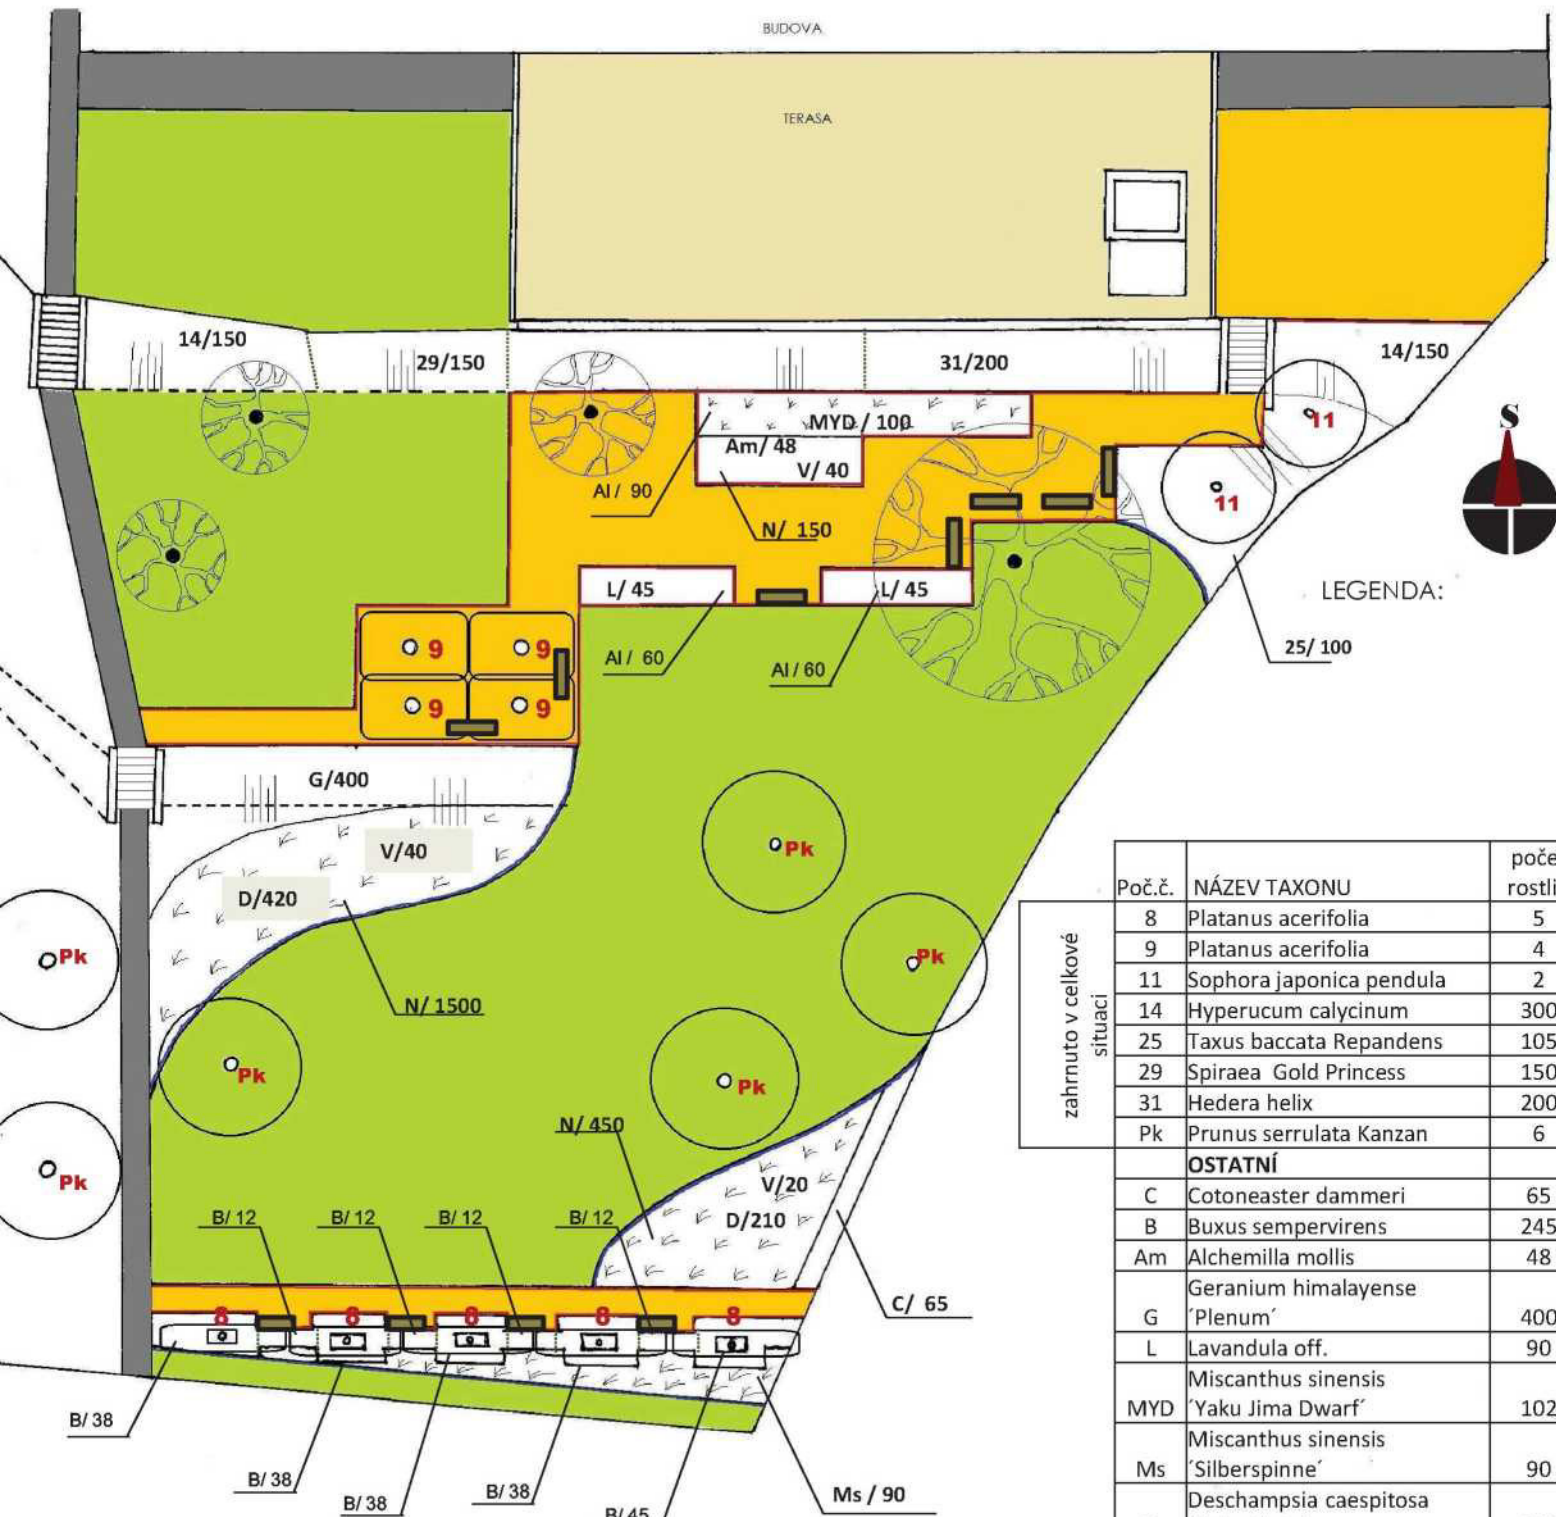 BUDOVA
TERASA
14/150
29/150
31/200
14/150
MYD / 100
Am/ 48
V/ 40
11
11
S
Al / 90
N/ 150
L/ 45
L/ 45
LEGENDA:
25/ 100
9
9
Al / 60
Al / 60
9
9
G/400
V/40
Pk
D/420
Pk
Pk
N/ 1500
Pk
Pk
N/ 450
Pk
V/20
D/210
B/ 12
B/ 12
B/ 12
B/ 12
C/ 65
8
8
8
8
8
B/ 38
B/ 38
B/ 38
B/ 38
B/ 45
Ms / 90
Poč.č. NÁZEV TAXONU poče
rostli
zahrnuto v celkové
situaci
8 Platanus acerifolia 5
9 Platanus acerifolia 4
11 Sophora japonica pendula 2
14 Hyperucum calycinum 300
25 Taxus baccata Repandens 105
29 Spiraea Gold Princess 150
31 Hedera helix 200
Pk Prunus serrulata Kanzan 6
OSTATNÍ
C Cotoneaster dammeri 65
B Buxus sempervirens 245
Am Alchemilla mollis 48
Geranium himalayense
G ´Plenum´ 400
L Lavandula off. 90
Miscanthus sinensis
MYD ´Yaku Jima Dwarf´ 102
Miscanthus sinensis
Ms ´Silberspinne´ 90
Deschampsia caespitosa